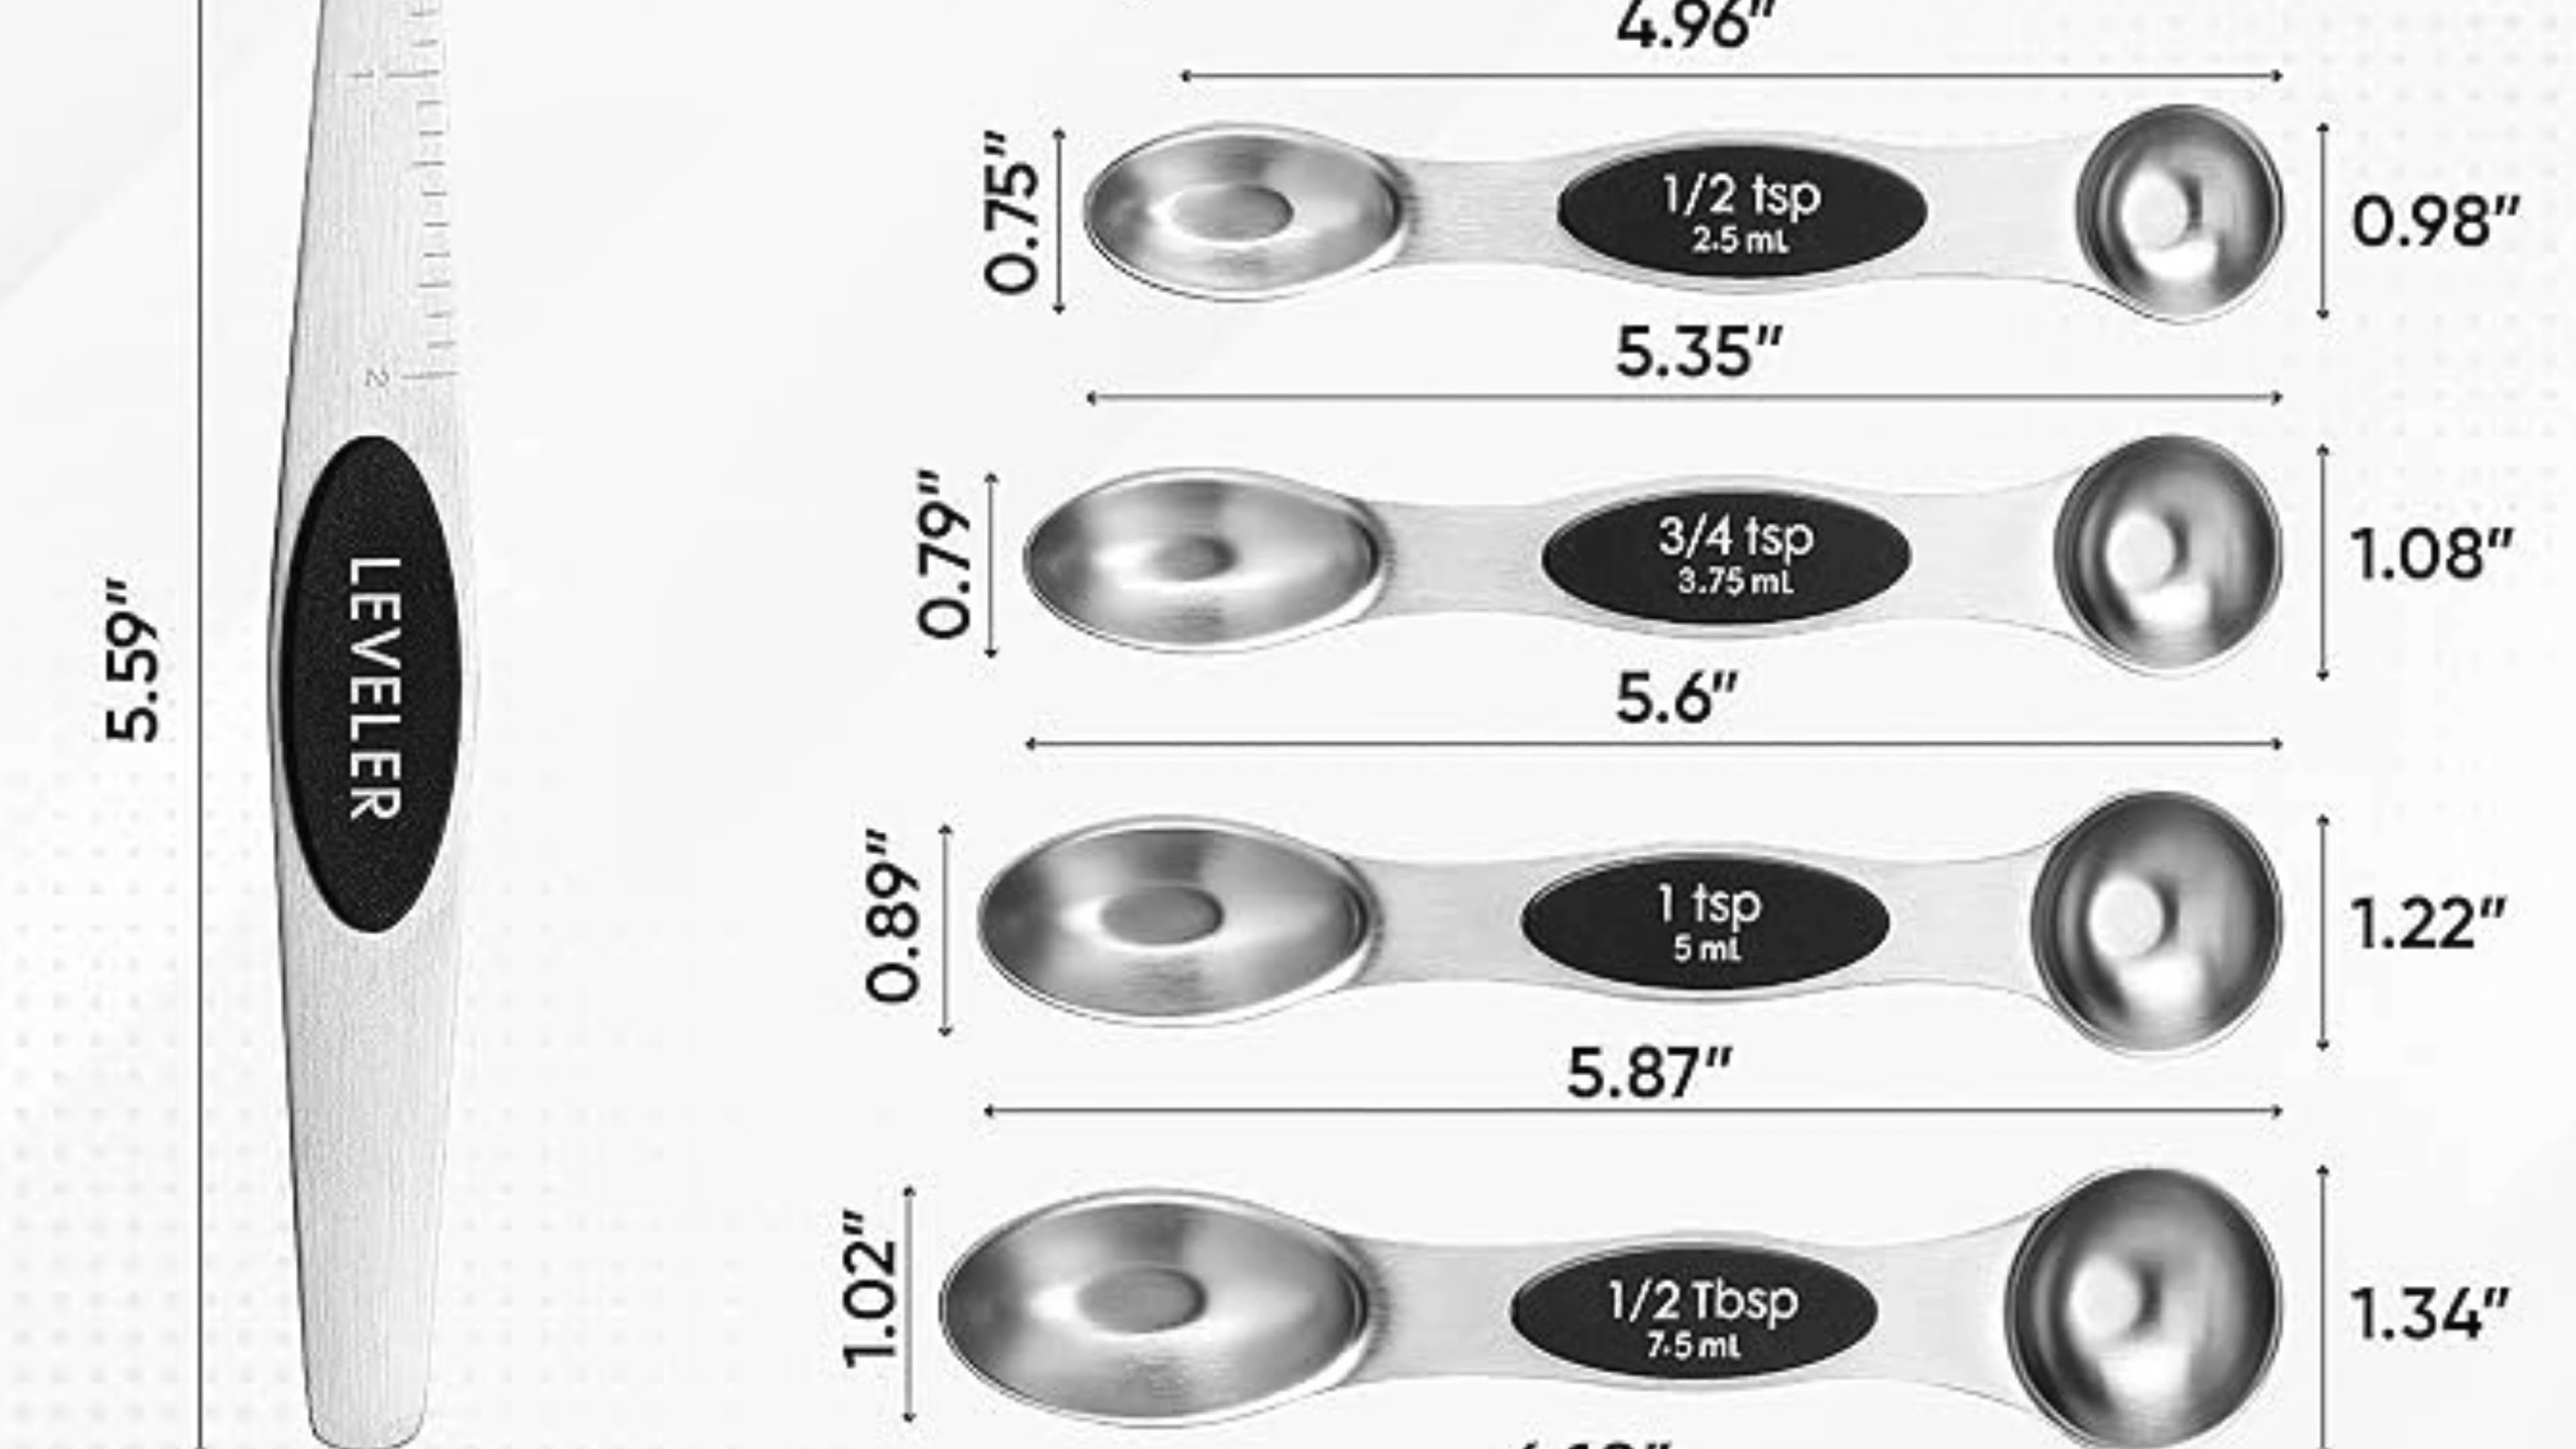 4.96"
1
0.75"
1/2 tsp
2.5 mL
0.98"
5.35"
2
0.79"
3/4 tsp
3.75 mL
1.08"
5.6"
5.59"
LEVELER
0.89"
1 tsp
5 mL
1.22"
5.87"
1.02"
1/2 Tbsp
7.5 mL
1.34"